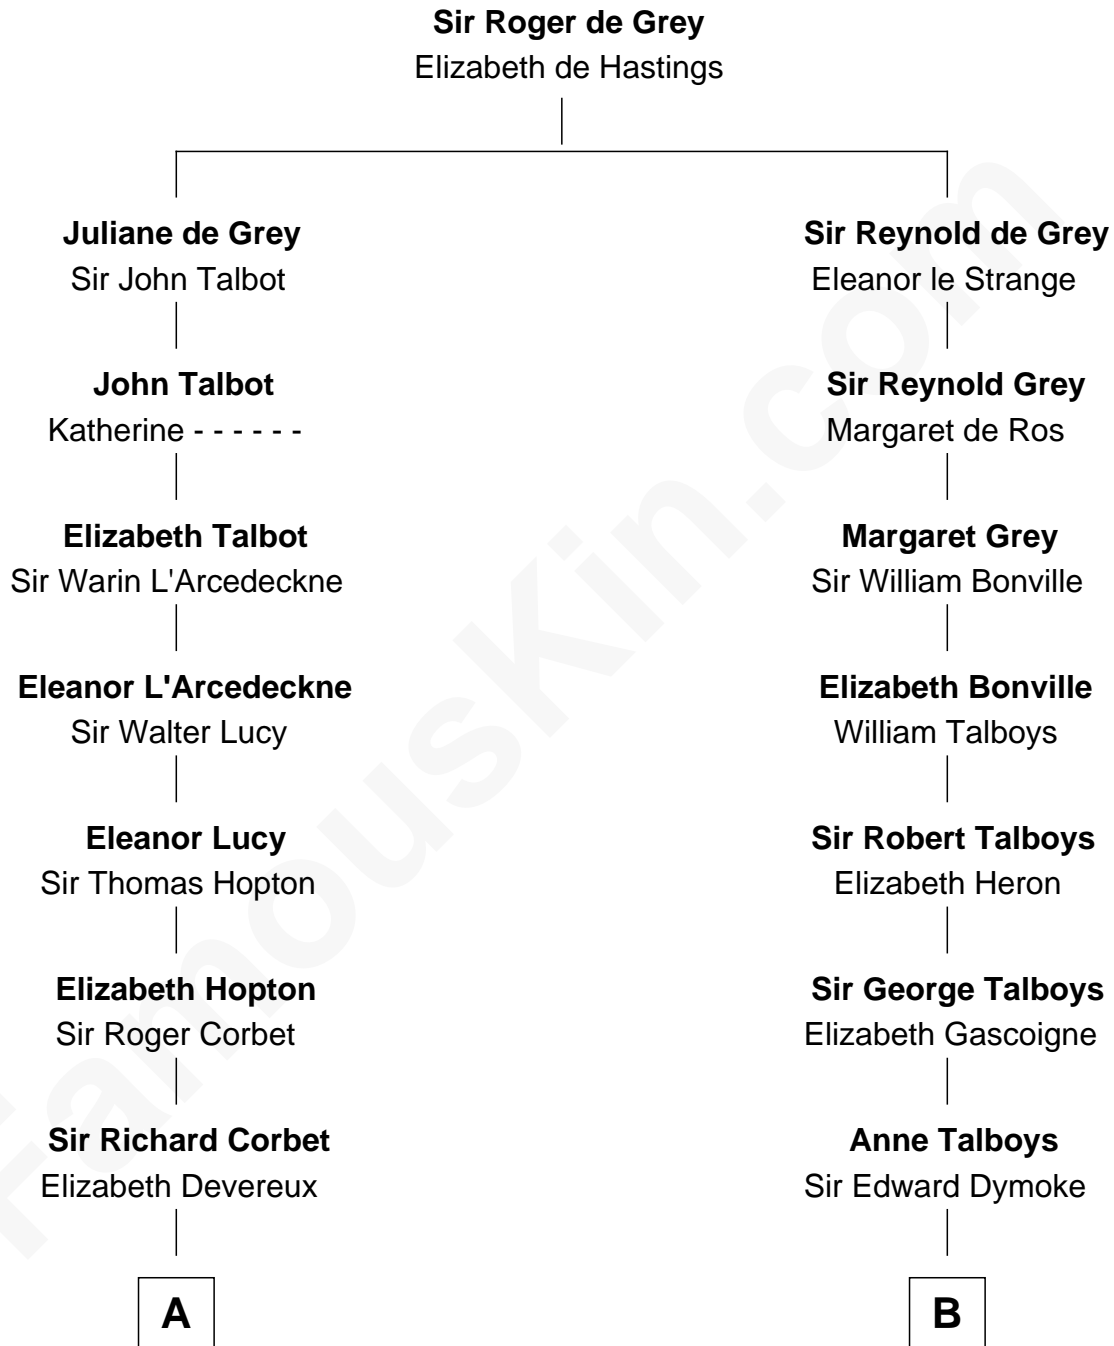 Sir Roger de Grey
Elizabeth de Hastings
Juliane de Grey
Sir John Talbot
Sir Reynold de Grey
Eleanor le Strange
John Talbot
Katherine - - - - - -
Sir Reynold Grey
Margaret de Ros
Elizabeth Talbot
Sir Warin L'Arcedeckne
Margaret Grey
Sir William Bonville
Eleanor L'Arcedeckne
Sir Walter Lucy
Elizabeth Bonville
William Talboys
Eleanor Lucy
Sir Thomas Hopton
Sir Robert Talboys
Elizabeth Heron
Elizabeth Hopton
Sir Roger Corbet
Sir George Talboys
Elizabeth Gascoigne
Sir Richard Corbet
Elizabeth Devereux
Anne Talboys
Sir Edward Dymoke
A
B
FamousKin.com